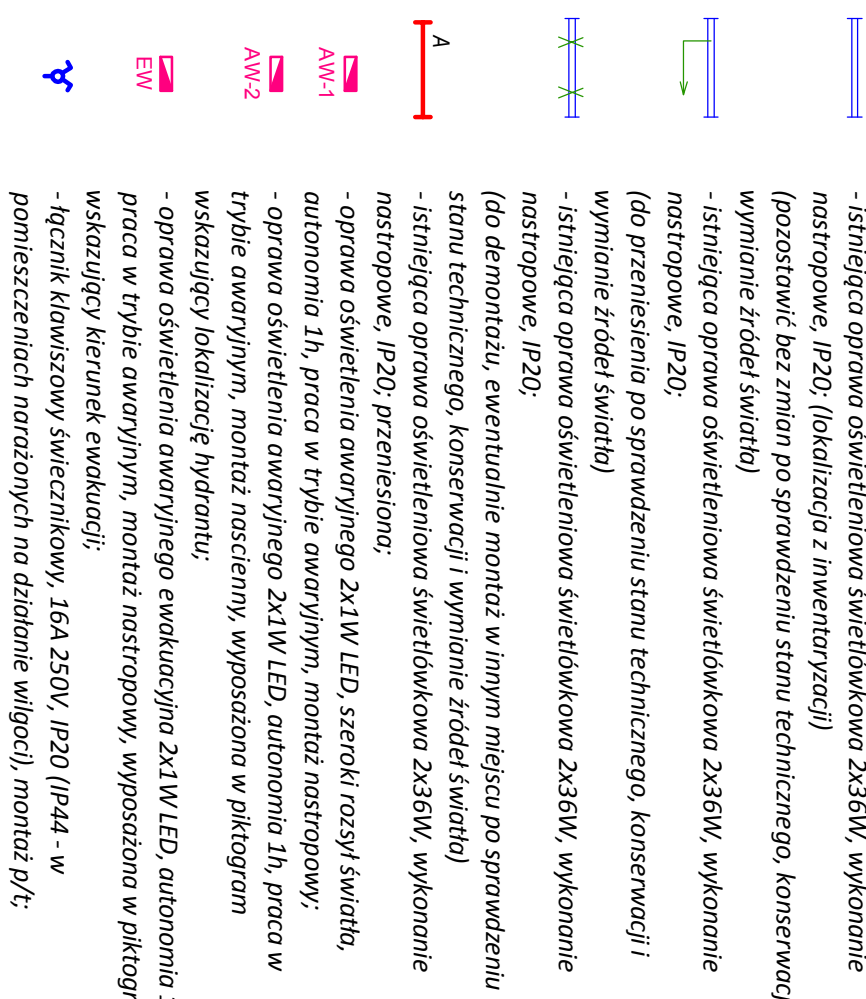 - istniejąca oprawa oświetleniowa świetlówkowa 2x36W, wykonanie
nastropowe, IP20; (lokalizacja z inwentaryzacji)
(pozostawić bez zmian po sprawdzeniu stanu technicznego, konserwacj
wymianie źródeł światła)
- istniejąca oprawa oświetleniowa świetlówkowa 2x36W, wykonanie
nastropowe, IP20;
(do przeniesienia po sprawdzeniu stanu technicznego, konserwacji i
wymianie źródeł światła)
- istniejąca oprawa oświetleniowa świetlówkowa 2x36W, wykonanie
nastropowe, IP20;
(do demontażu, ewentualnie montaż w innym miejscu po sprawdzeniu
stanu technicznego, konserwacji i wymianie źródeł światła)
A
- istniejąca oprawa oświetleniowa świetlówkowa 2x36W, wykonanie
nastropowe, IP20; przeniesiona;
AW-1
- oprawa oświetlenia awaryjnego 2x1W LED, szeroki rozsył światła,
autonomia 1h, praca w trybie awaryjnym, montaż nastropowy;
AW-2
- oprawa oświetlenia awaryjnego 2x1W LED, autonomia 1h, praca w
trybie awaryjnym, montaż nascienny, wyposażona w piktogram
wskazujący lokalizację hydrantu;
EW
- oprawa oświetlenia awaryjnego ewakuacyjna 2x1W LED, autonomia
praca w trybie awaryjnym, montaż nastropowy, wyposażona w piktogr
wskazujący kierunek ewakuacji;
- łącznik klawiszowy świecznikowy, 16A 250V, IP20 (IP44 - w
pomieszczeniach narażonych na działanie wilgoci), montaż p/t;